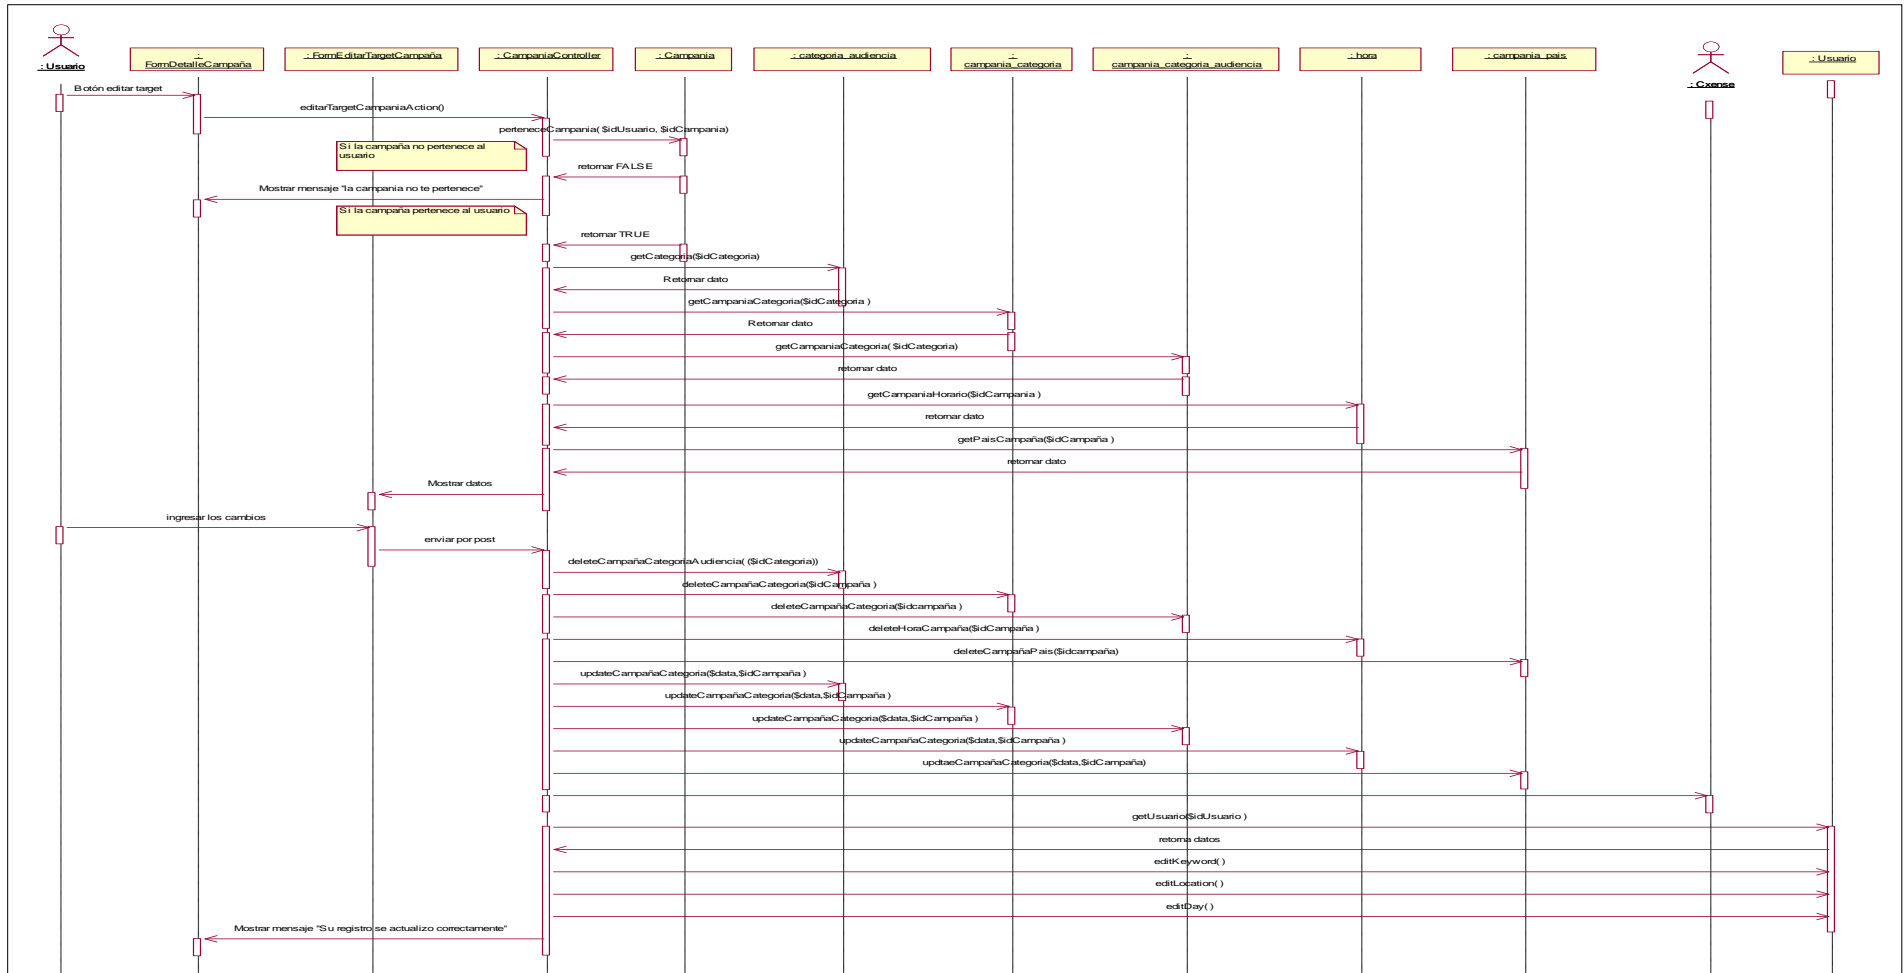 : Usuario
:
FormDetalleCampaña
: FormEditarTargetCampaña
: CampaniaController
: Campania
: categoria_audiencia
:
campania_categoria
:
campania_categoria_audiencia
: hora
: campania_pais
: Cxense
: Usuario
Botón editar target
editarTargetCampaniaAction()
perteneceCampania( $idUsuario, $idCampania)
Si la campaña no pertenece al
usuario
retornar FALSE
Mostrar mensaje "la campania no te pertenece"
Si la campaña pertenece al usuario
retornar TRUE
getCategoria($idCategoria)
Retornar dato
getCampaniaCategoria($idCategoria )
Retornar dato
getCampaniaCategoria( $idCategoria)
retornar dato
getCampaniaHorario($idCampania )
retornar dato
getPaisCampaña($idCampaña )
retornar dato
Mostrar datos
ingresar los cambios
enviar por post
deleteCampañaCategoriaAudiencia( ($idCategoria))
deleteCampañaCategoria($idCampaña )
deleteCampañaCategoria($idcampaña )
deleteHoraCampaña($idCampaña )
deleteCampañaPais($idcampaña)
updateCampañaCategoria($data,$idCampaña )
updateCampañaCategoria($data,$idCampaña )
updateCampañaCategoria($data,$idCampaña )
updateCampañaCategoria($data,$idCampaña )
updtaeCampañaCategoria($data,$idCampaña)
getUsuario($idUsuario )
retorna datos
editKeyword( )
editLocation( )
editDay( )
Mostrar mensaje "Su registro se actualizo correctamente"